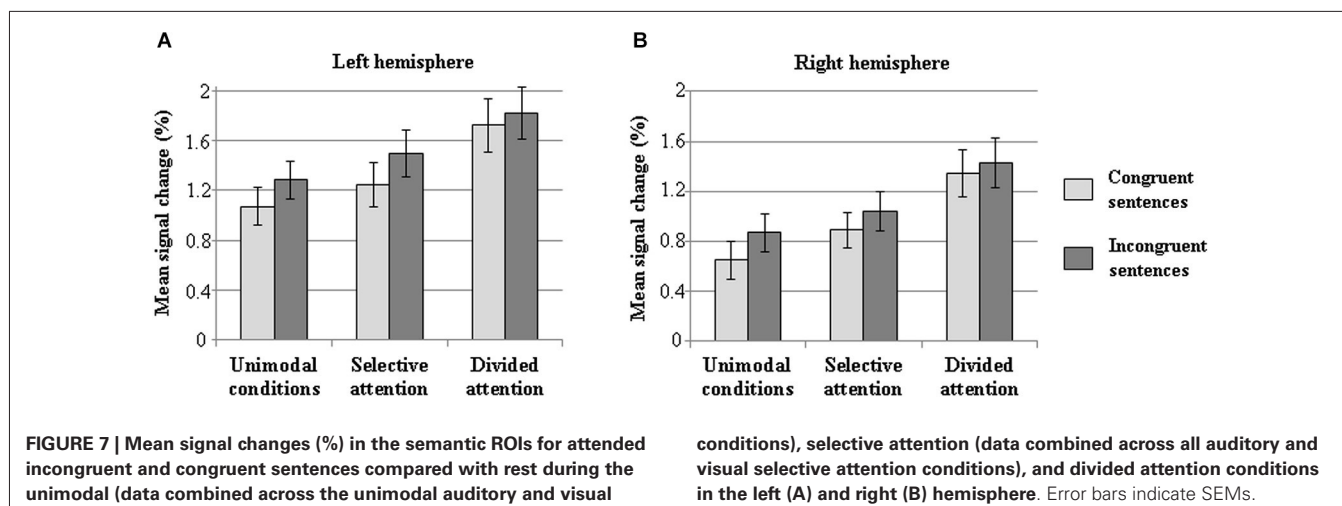 A
Left hemisphere
Mean signal change (%)
2
1.6
1.2
0.8
0.4
0
Unimodal conditions
Selective attention
Divided attention
B
Right hemisphere
Mean signal change (%)
2
1.6
1.2
0.8
0.4
0
Unimodal conditions
Selective attention
Divided attention
Congruent sentences
Incongruent sentences
FIGURE 7 | Mean signal changes (%) in the semantic ROIs for attended
incongruent and congruent sentences compared with rest during the
unimodal (data combined across the unimodal auditory and visual
conditions), selective attention (data combined across all auditory and
visual selective attention conditions), and divided attention conditions
in the left (A) and right (B) hemisphere. Error bars indicate SEMs.